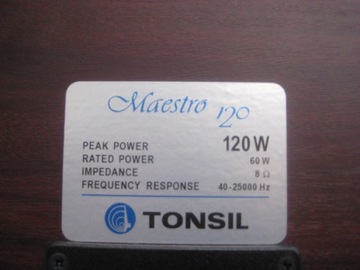 Maestro 120
PEAK POWER 120 W
RATED POWER 60 W
IMPEDANCE 8 Ω
FREQUENCY RESPONSE 40-25000 Hz
TONSIL